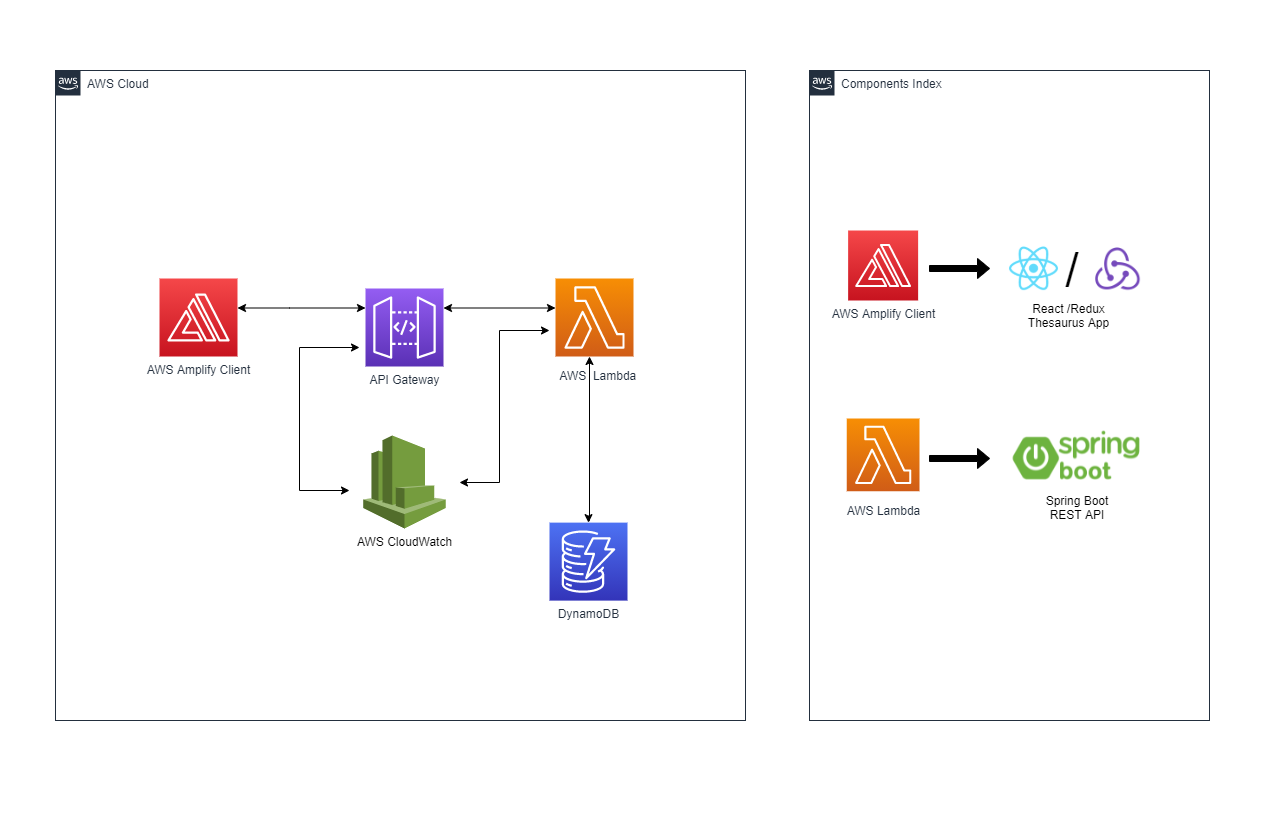 aws
AWS Cloud
AWS Amplify Client
API Gateway
AWS Lambda
AWS CloudWatch
DynamoDB
aws
Components Index
AWS Amplify Client
/
React /Redux
Thesaurus App
AWS Lambda
spring
boot
Spring Boot
REST API